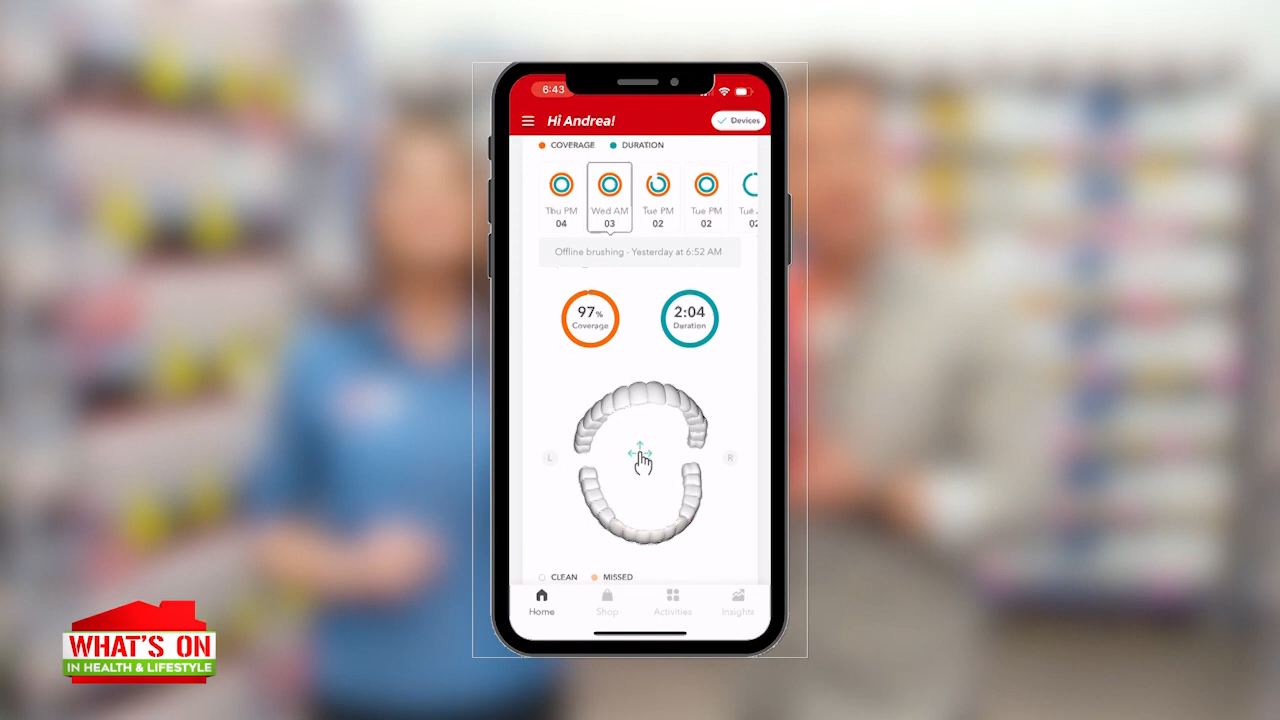 6:43
Hi Andrea!
Devices
COVERAGE DURATION
Thu PM Wed AM Tue PM Tue PM Tue
04 03 02 02 02
Offline brushing - Yesterday at 6:52 AM
97% 2:04
Coverage Duration
L R
CLEAN MISSED
Home Shop Activities Insights
WHAT'S ON
IN HEALTH & LIFESTYLE